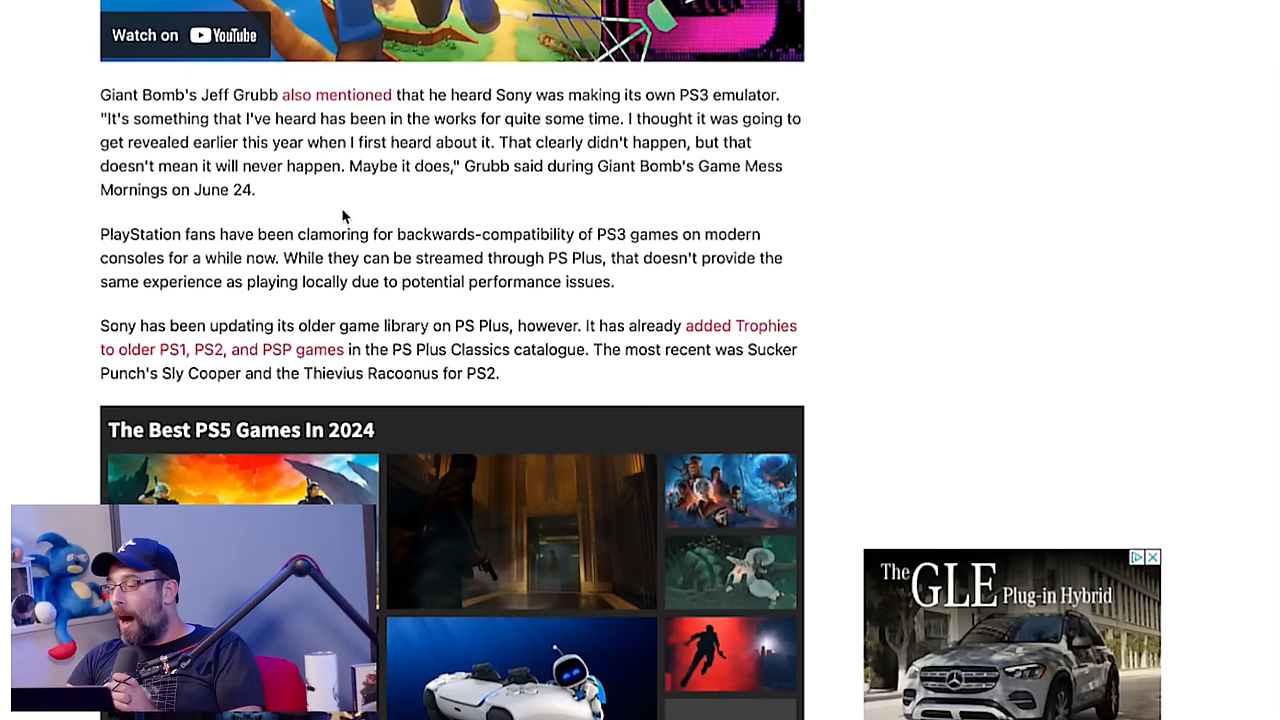 Watch on YouTube
Giant Bomb's Jeff Grubb also mentioned that he heard Sony was making its own PS3 emulator.
"It's something that I've heard has been in the works for quite some time. I thought it was going to
get revealed earlier this year when I first heard about it. That clearly didn't happen, but that
doesn't mean it will never happen. Maybe it does," Grubb said during Giant Bomb's Game Mess
Mornings on June 24.
PlayStation fans have been clamoring for backwards-compatibility of PS3 games on modern
consoles for a while now. While they can be streamed through PS Plus, that doesn't provide the
same experience as playing locally due to potential performance issues.
Sony has been updating its older game library on PS Plus, however. It has already added Trophies
to older PS1, PS2, and PSP games in the PS Plus Classics catalogue. The most recent was Sucker
Punch's Sly Cooper and the Thievius Racoonus for PS2.
The Best PS5 Games In 2024
The GLE Plug-in Hybrid